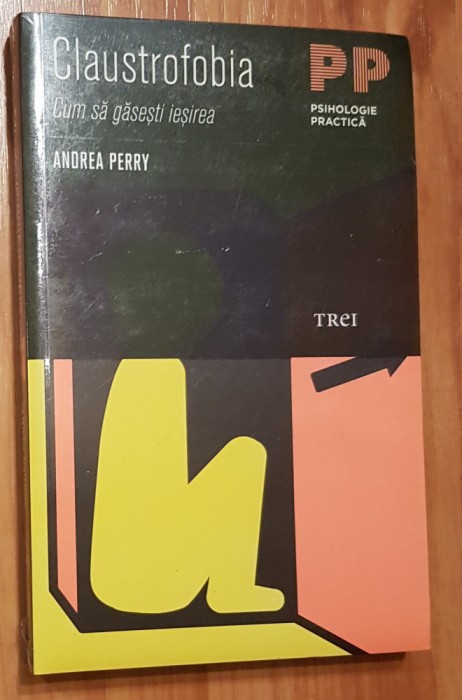 Claustrofobia
Cum să găsești ieșirea
ANDREA PERRY
PP
PSIHOLOGIE
PRACTICĂ
TREI